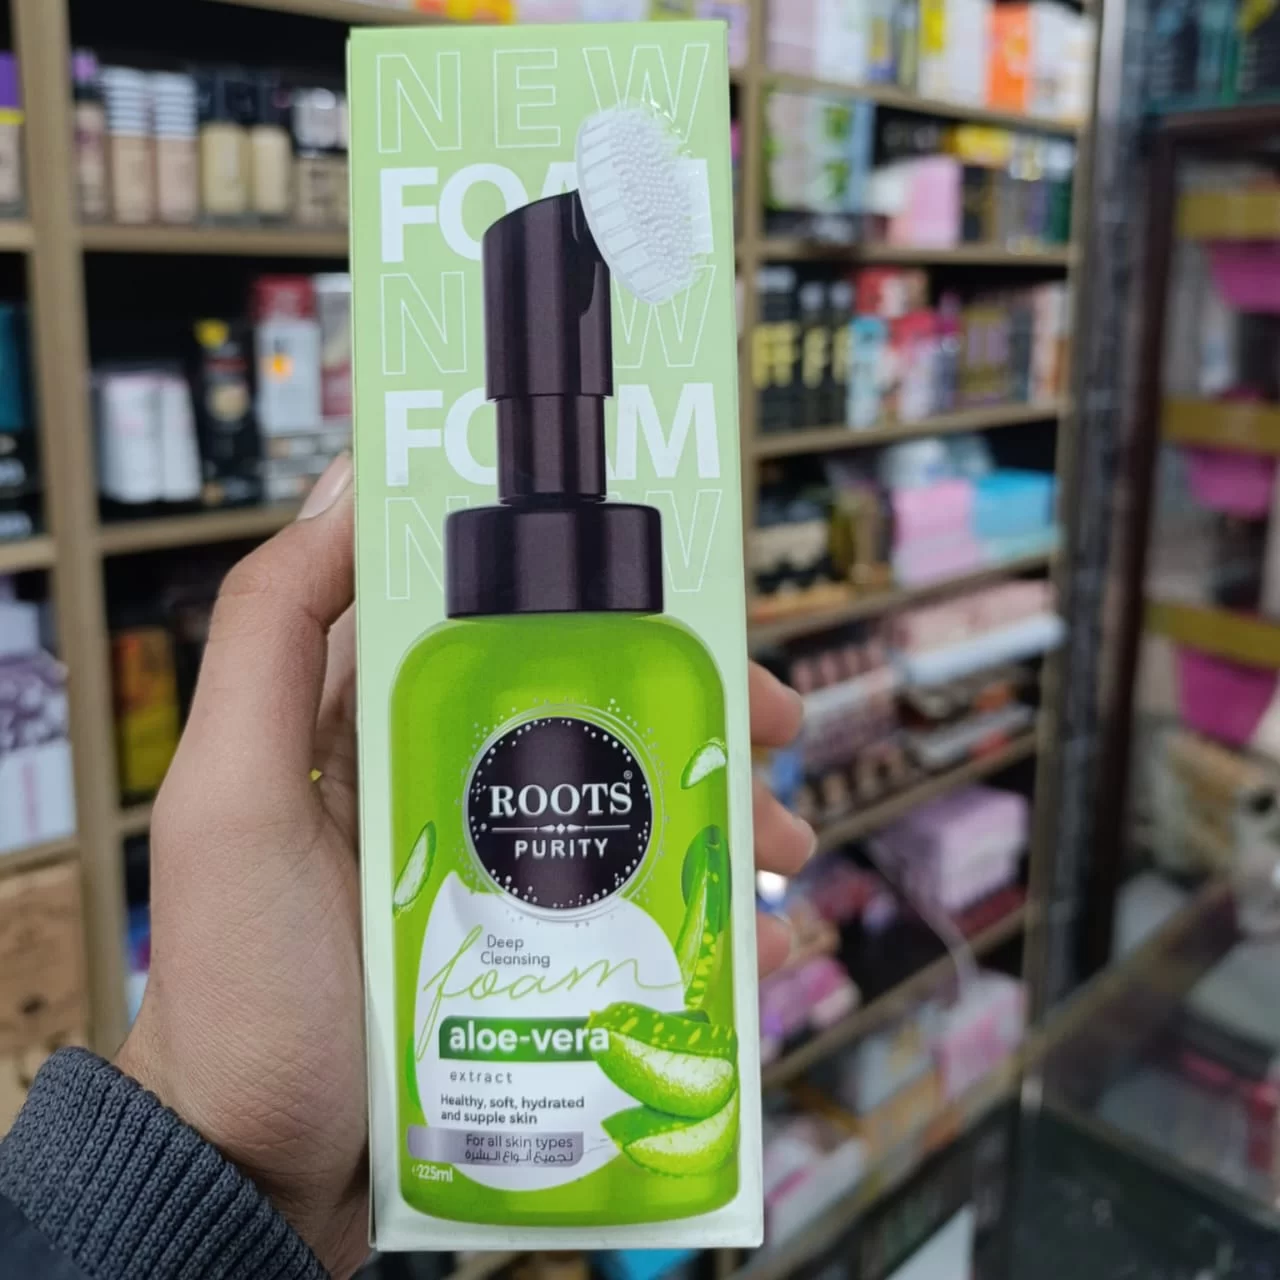 NEW
FOAM
NEW
FOAM
NEW
ROOTS®
PURITY
Deep
Cleansing
foam
aloe-vera
extract
Healthy, soft, hydrated
and supple skin
For all skin types
لجميع أنواع البشرة
225ml